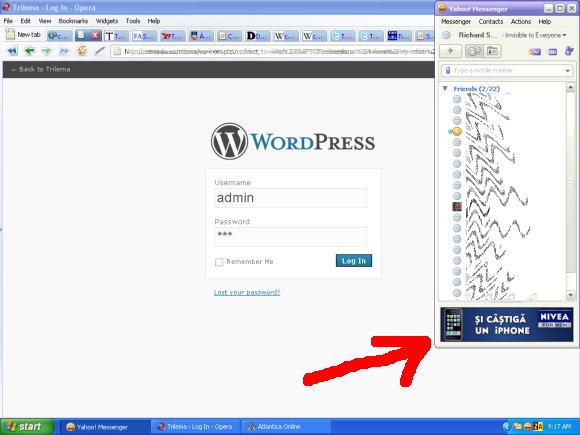 Trilema › Log In - Opera
Edit View Bookmarks Widgets Tools Help
New tab
← Back to Trilema
WORDPRESS
Username
admin
Password
***
Remember Me
Log In
Lost your password?
Yahoo! Messenger
Messenger Contacts Actions Help
Richard S... - Invisible to Everyone
Type a mobile number
Friends (2/22)
ȘI CÂȘTIGĂ
UN iPHONE
NIVEA
FOR MEN
start
Yahoo! Messenger
Trilema › Log In - Opera
Atlantica Online
9:17 AM